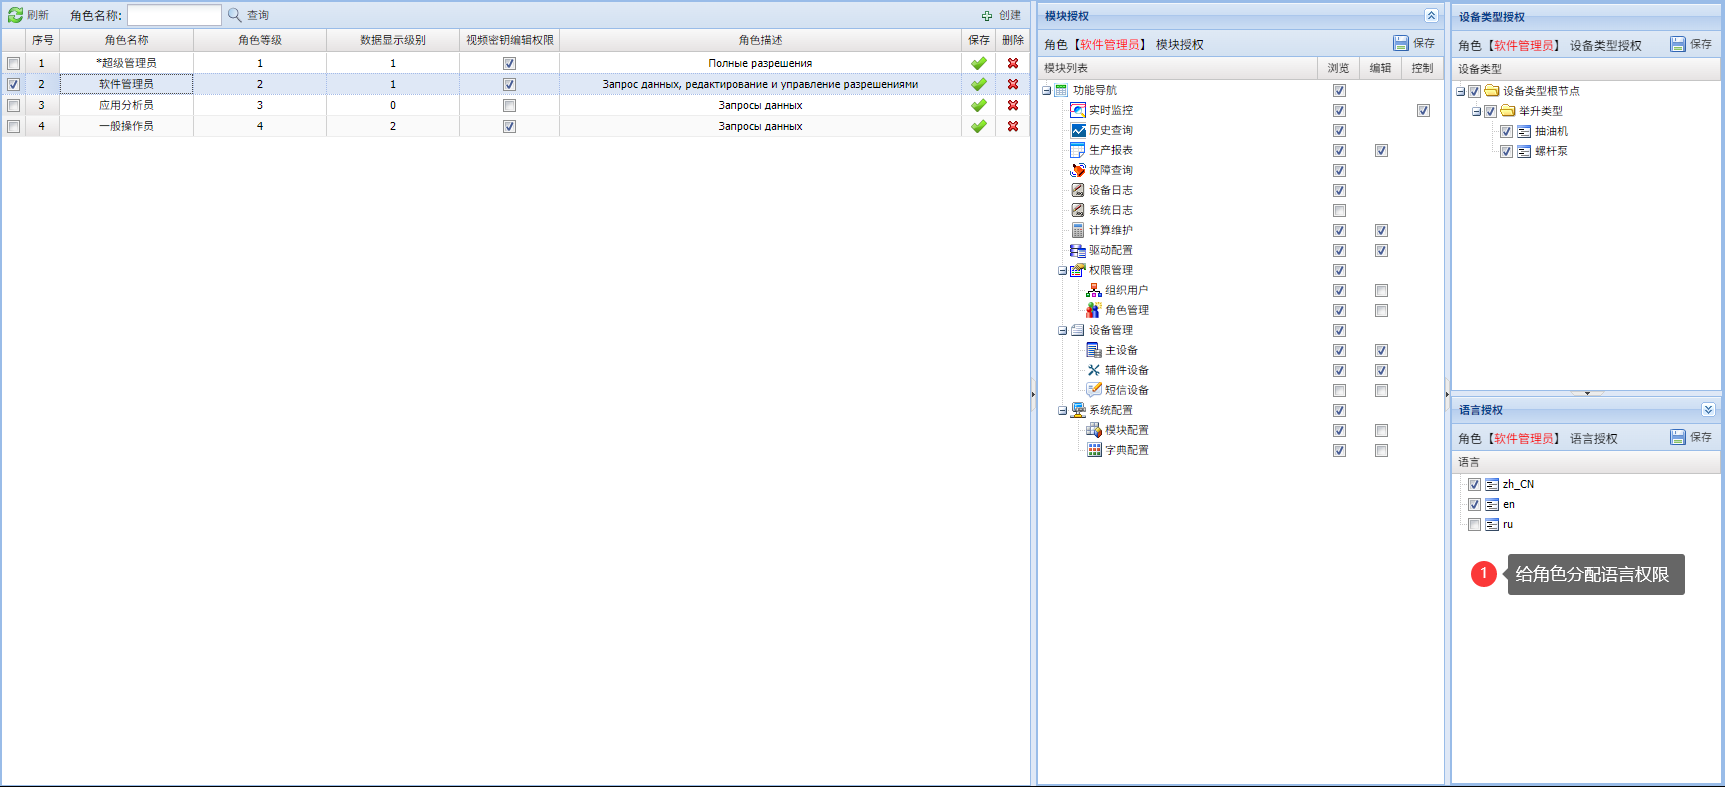 刷新 角色名称: 查询 创建
序号 角色名称 角色等级 数据显示级别 视频密钥编辑权限 角色描述 保存 删除
1 *超级管理员 1 1 Полные разрешения
2 软件管理员 2 1 Запрос данных, редактирование и управление разрешениями
3 应用分析员 3 0 Запросы данных
4 一般操作员 4 2 Запросы данных
模块授权
角色【软件管理员】 模块授权 保存
模块列表 浏览 编辑 控制
功能导航
实时监控
历史查询
生产报表
故障查询
设备日志
系统日志
计算维护
驱动配置
权限管理
组织用户
角色管理
设备管理
主设备
辅件设备
短信设备
系统配置
模块配置
字典配置
设备类型授权
角色【软件管理员】 设备类型授权 保存
设备类型
设备类型根节点
举升类型
抽油机
螺杆泵
语言授权
角色【软件管理员】 语言授权 保存
语言
zh_CN
en
ru
1 给角色分配语言权限